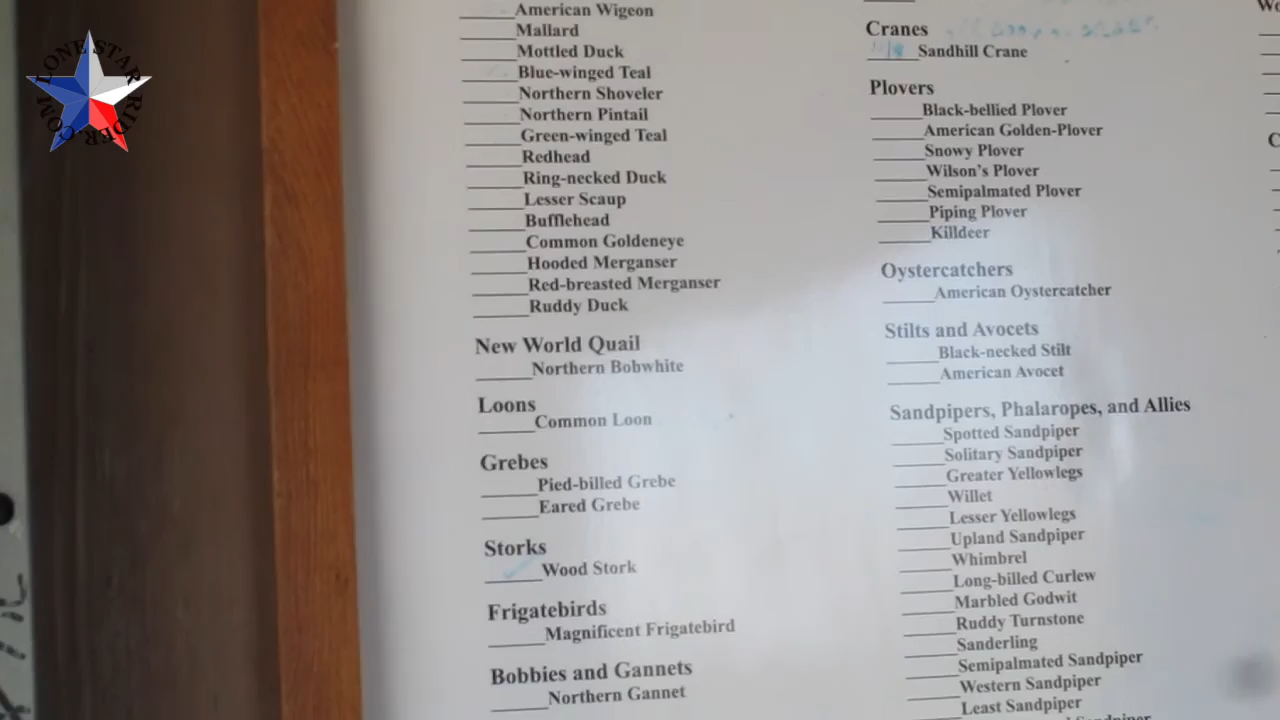 LONE STAR RIDER.COM
American Wigeon
Mallard
Mottled Duck
Blue-winged Teal
Northern Shoveler
Northern Pintail
Green-winged Teal
Redhead
Ring-necked Duck
Lesser Scaup
Bufflehead
Common Goldeneye
Hooded Merganser
Red-breasted Merganser
Ruddy Duck
New World Quail
Northern Bobwhite
Loons
Common Loon
Grebes
Pied-billed Grebe
Eared Grebe
Storks
Wood Stork
Frigatebirds
Magnificent Frigatebird
Bobbies and Gannets
Northern Gannet
Cranes
Sandhill Crane
Plovers
Black-bellied Plover
American Golden-Plover
Snowy Plover
Wilson's Plover
Semipalmated Plover
Piping Plover
Killdeer
Oystercatchers
American Oystercatcher
Stilts and Avocets
Black-necked Stilt
American Avocet
Sandpipers, Phalaropes, and Allies
Spotted Sandpiper
Solitary Sandpiper
Greater Yellowlegs
Willet
Lesser Yellowlegs
Upland Sandpiper
Whimbrel
Long-billed Curlew
Marbled Godwit
Ruddy Turnstone
Sanderling
Semipalmated Sandpiper
Western Sandpiper
Least Sandpiper
Sandpiper